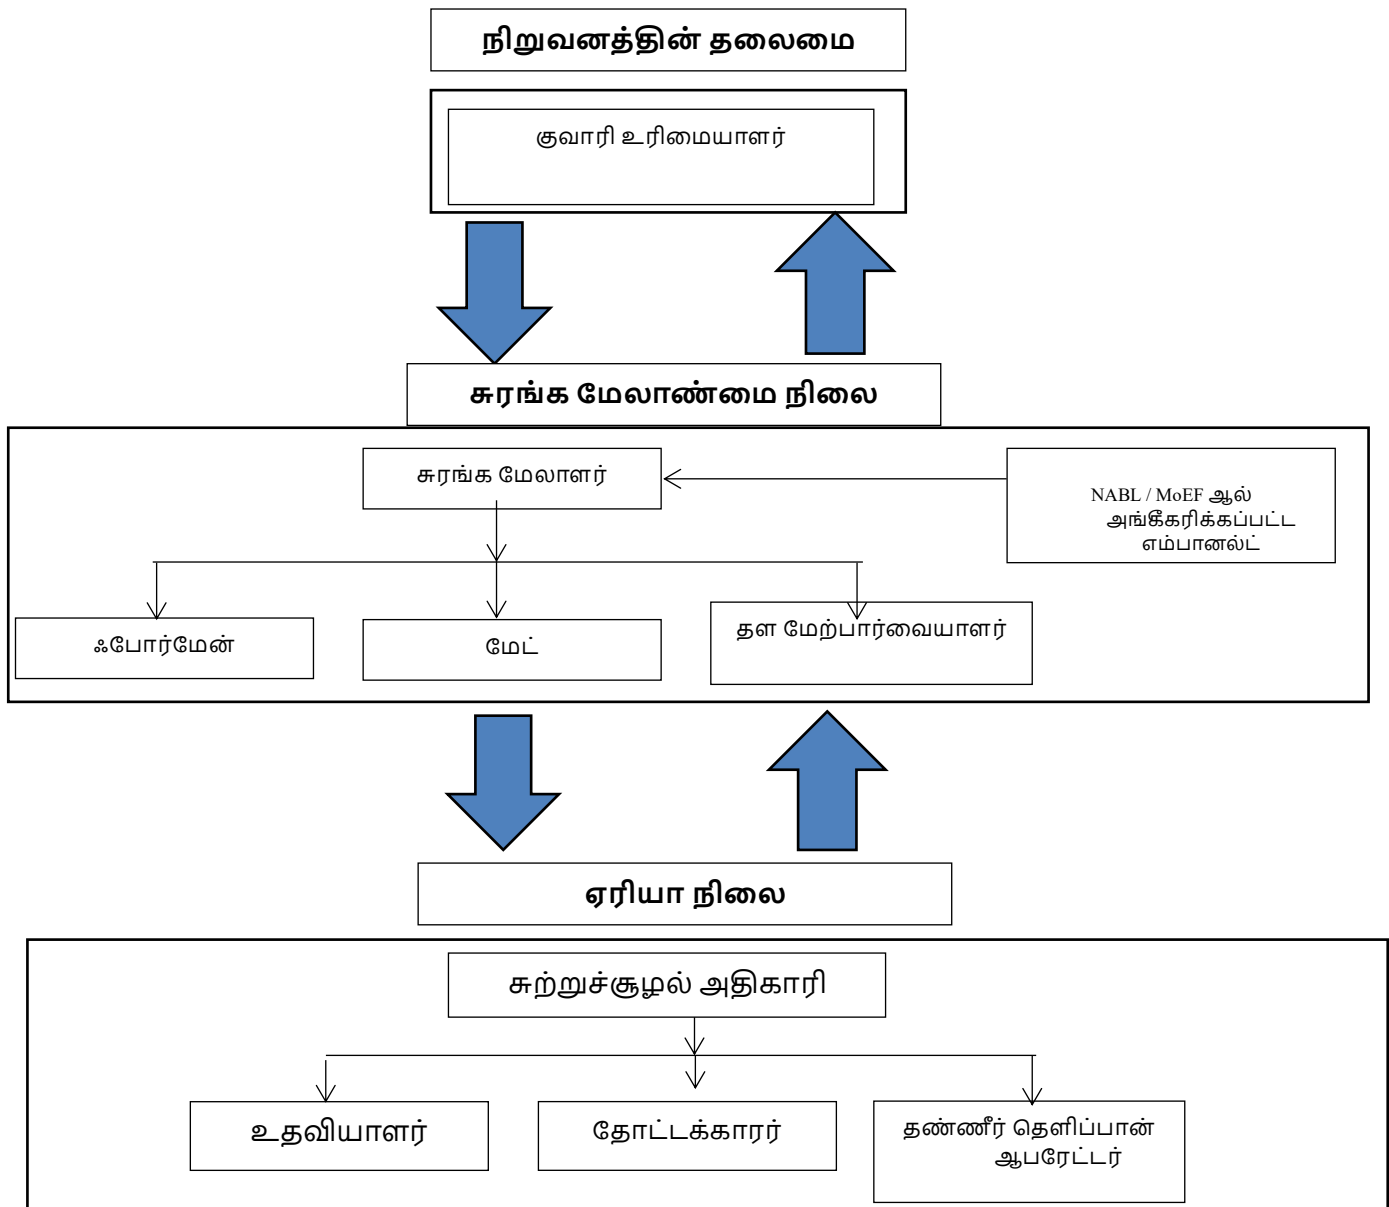 நிறுவனத்தின் தலைமை
குவாரி உரிமையாளர்
சுரங்க மேலாண்மை நிலை
சுரங்க மேலாளர்
NABL / MoEF ஆல்
அங்கீகரிக்கப்பட்ட
எம்பானல்ட்
ஃபோர்மேன்
மேட்
தள மேற்பார்வையாளர்
ஏரியா நிலை
சுற்றுச்சூழல் அதிகாரி
உதவியாளர்
தோட்டக்காரர்
தண்ணீர் தெளிப்பான்
ஆபரேட்டர்